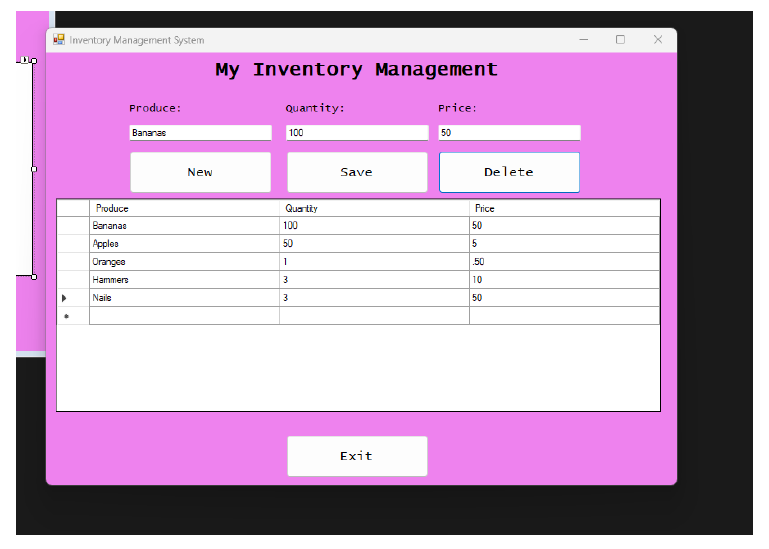 Inventory Management System
My Inventory Management
Produce: Quantity: Price:
Bananas 100 50
New Save Delete
Produce Quantity Price
Bananas 100 50
Apples 50 5
Oranges 1 .50
Hammers 3 10
Nails 3 50
Exit